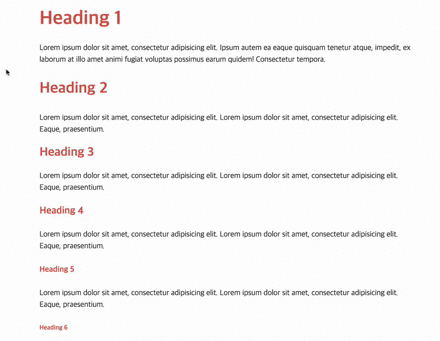 Heading 1
Lorem ipsum dolor sit amet, consectetur adipisicing elit. Ipsum autem ea eaque quisquam tenetur atque, impedit, ex
laborum at illo amet animi fugiat voluptas possimus earum quidem! Consectetur tempora.
Heading 2
Lorem ipsum dolor sit amet, consectetur adipisicing elit. Lorem ipsum dolor sit amet, consectetur adipisicing elit.
Eaque, praesentium.
Heading 3
Lorem ipsum dolor sit amet, consectetur adipisicing elit. Lorem ipsum dolor sit amet, consectetur adipisicing elit.
Eaque, praesentium.
Heading 4
Lorem ipsum dolor sit amet, consectetur adipisicing elit. Lorem ipsum dolor sit amet, consectetur adipisicing elit.
Eaque, praesentium.
Heading 5
Lorem ipsum dolor sit amet, consectetur adipisicing elit. Lorem ipsum dolor sit amet, consectetur adipisicing elit.
Eaque, praesentium.
Heading 6